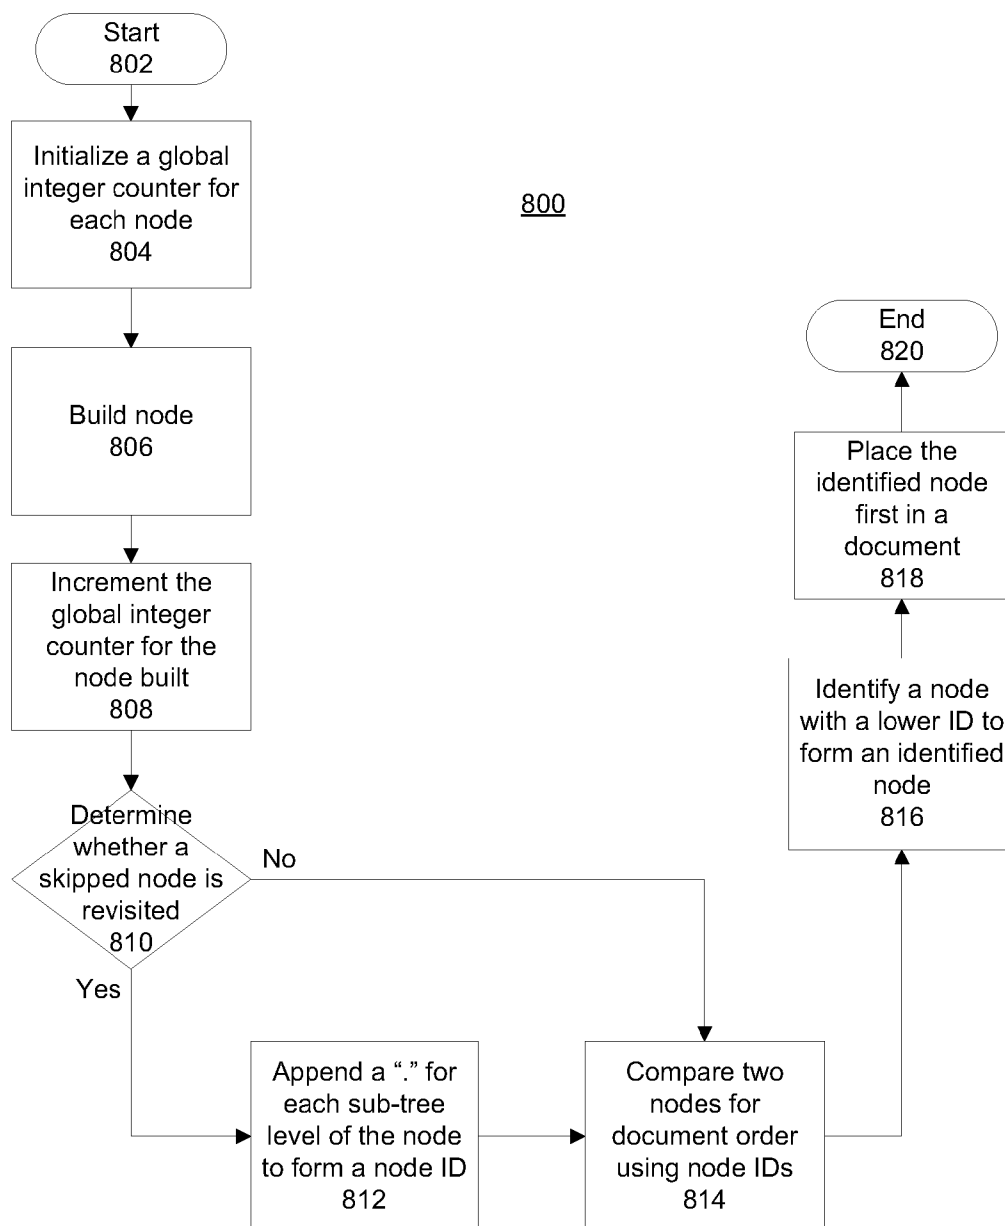 Start
802
Initialize a global
integer counter for
each node
804
800
Build node
806
Increment the
global integer
counter for the
node built
808
Determine
whether a
skipped node is
revisited
810
No
Yes
Append a “.” for
each sub-tree
level of the node
to form a node ID
812
Compare two
nodes for
document order
using node IDs
814
Identify a node
with a lower ID to
form an identified
node
816
Place the
identified node
first in a
document
818
End
820